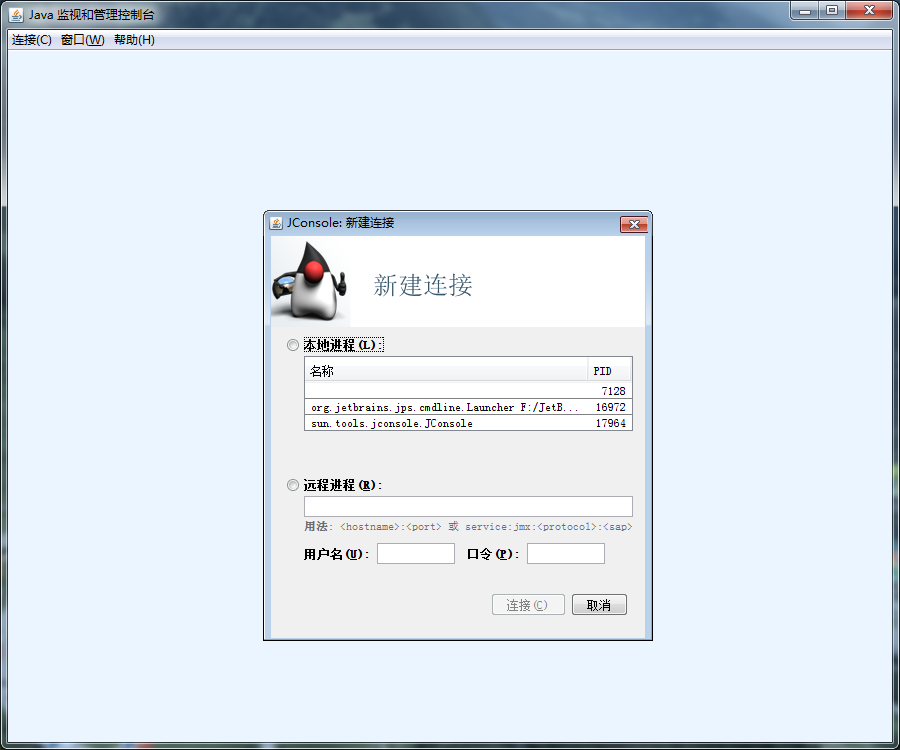 Java 监视和管理控制台
连接(C) 窗口(W) 帮助(H)
JConsole: 新建连接
新建连接
本地进程(L):
名称 PID
7128
org.jetbrains.jps.cmdline.Launcher F:/JetB... 16972
sun.tools.jconsole.JConsole 17964
远程进程(R):
用法: <hostname>:<port> 或 service:jmx:<protocol>:<sap>
用户名(U): 口令(P):
连接(C) 取消